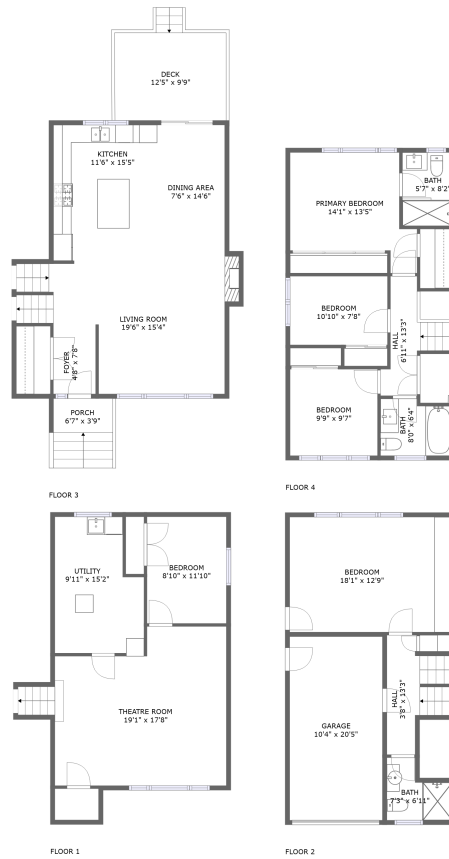 DECK
12'5" x 9'9"
KITCHEN
11'6" x 15'5"
DINING AREA
7'6" x 14'6"
LIVING ROOM
19'6" x 15'4"
FOYER
4'8" x 7'8"
PORCH
6'7" x 3'9"
FLOOR 3
BATH
5'7" x 8'2"
PRIMARY BEDROOM
14'1" x 13'5"
BEDROOM
10'10" x 7'8"
HALL
6'11" x 13'3"
BEDROOM
9'9" x 9'7"
BATH
8'0" x 6'4"
FLOOR 4
UTILITY
9'11" x 15'2"
BEDROOM
8'10" x 11'10"
THEATRE ROOM
19'1" x 17'8"
FLOOR 1
BEDROOM
18'1" x 12'9"
HALL
3'8" x 13'3"
GARAGE
10'4" x 20'5"
BATH
7'3" x 6'11"
FLOOR 2